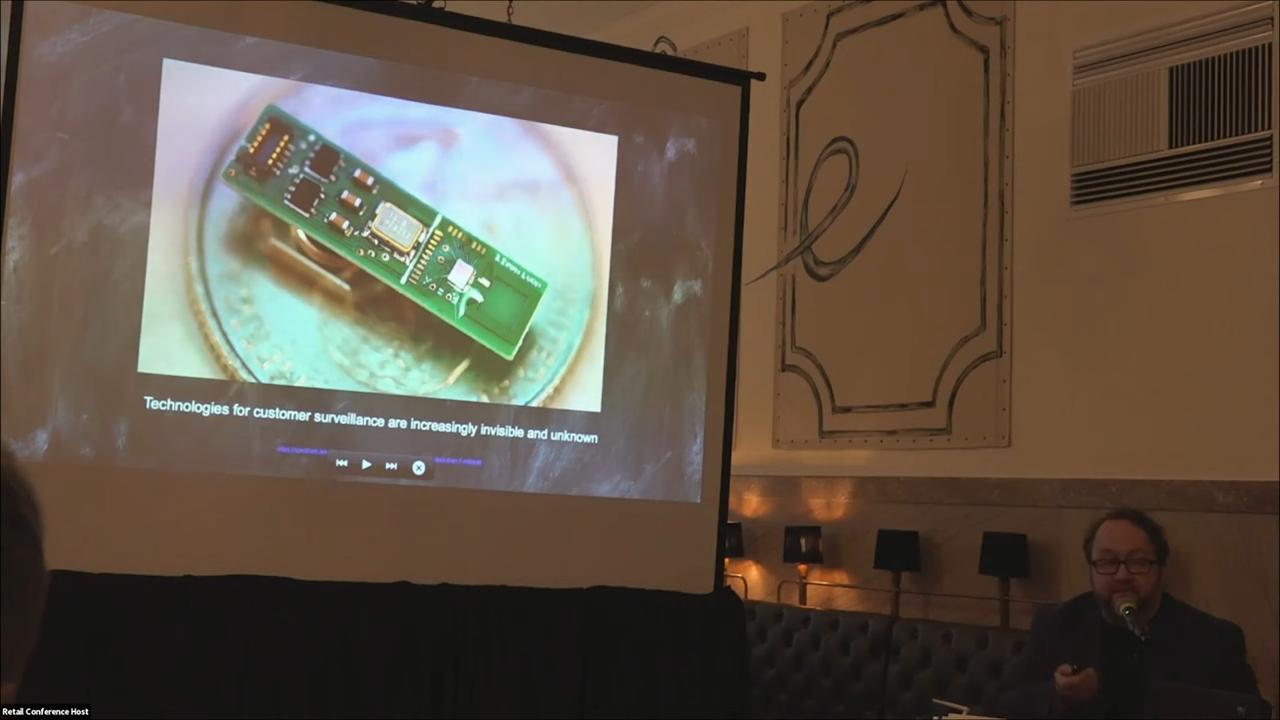 Technologies for customer surveillance are increasingly invisible and unknown
e
Retail Conference Host